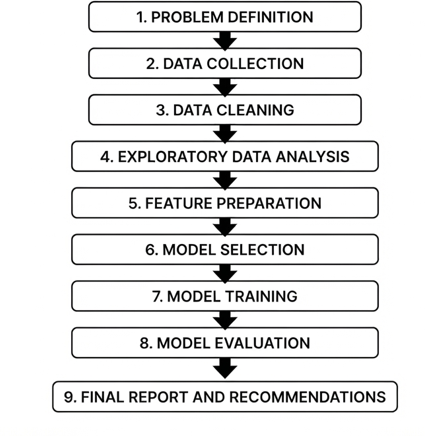 1. PROBLEM DEFINITION
2. DATA COLLECTION
3. DATA CLEANING
4. EXPLORATORY DATA ANALYSIS
5. FEATURE PREPARATION
6. MODEL SELECTION
7. MODEL TRAINING
8. MODEL EVALUATION
9. FINAL REPORT AND RECOMMENDATIONS